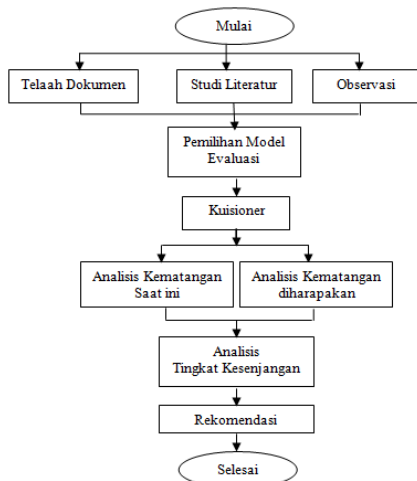 Mulai
Telaah Dokumen
Studi Literatur
Observasi
Pemilihan Model
Evaluasi
Kuisioner
Analisis Kematangan
Saat ini
Analisis Kematangan
diharapakan
Analisis
Tingkat Kesenjangan
Rekomendasi
Selesai